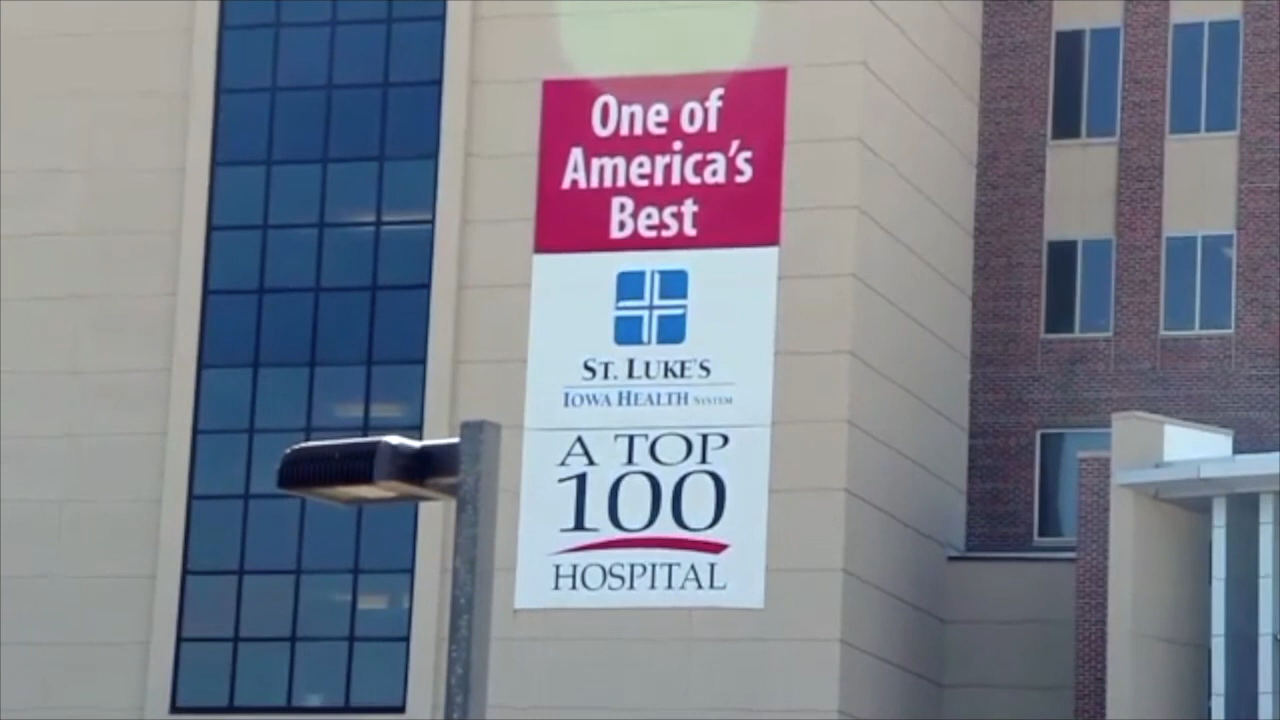 One of
America's
Best
ST. LUKE'S
IOWA HEALTH SYSTEM
A TOP
100
HOSPITAL